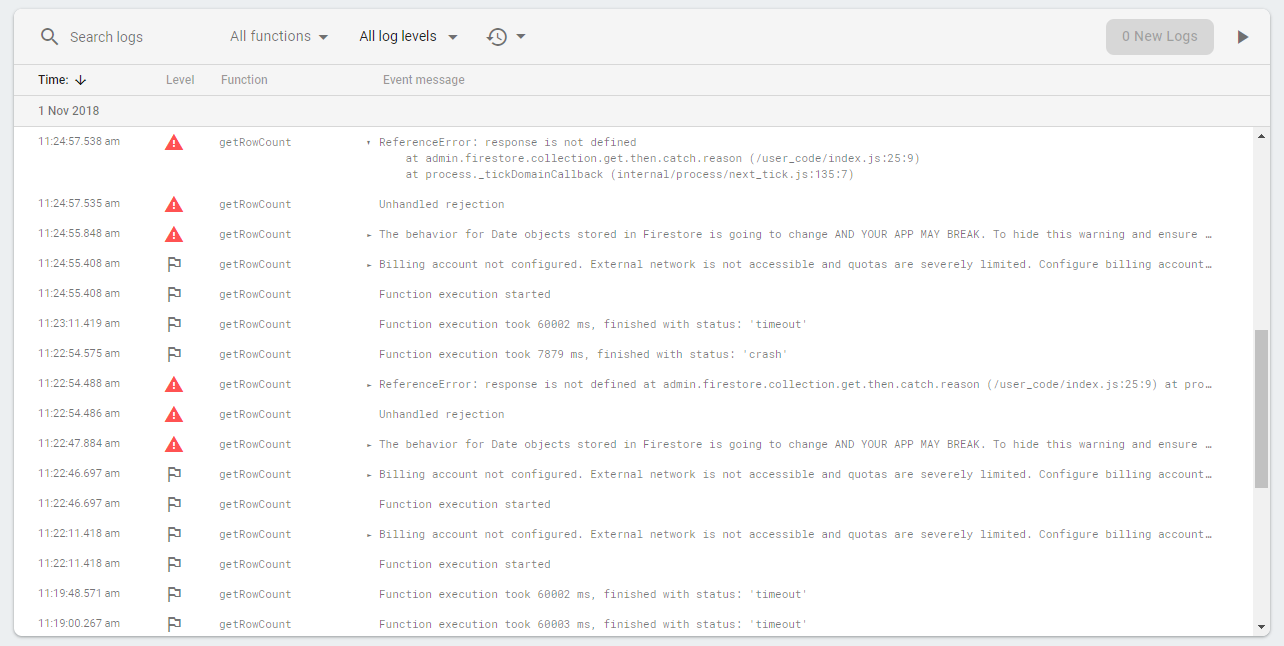 Search logs All functions All log levels 0 New Logs
Time: Level Function Event message
1 Nov 2018
11:24:57.538 am getRowCount ReferenceError: response is not defined
at admin.firestore.collection.get.then.catch.reason (/user_code/index.js:25:9)
at process._tickDomainCallback (internal/process/next_tick.js:135:7)
11:24:57.535 am getRowCount Unhandled rejection
11:24:55.848 am getRowCount The behavior for Date objects stored in Firestore is going to change AND YOUR APP MAY BREAK. To hide this warning and ensure …
11:24:55.408 am getRowCount Billing account not configured. External network is not accessible and quotas are severely limited. Configure billing account…
11:24:55.408 am getRowCount Function execution started
11:23:11.419 am getRowCount Function execution took 60002 ms, finished with status: 'timeout'
11:22:54.575 am getRowCount Function execution took 7879 ms, finished with status: 'crash'
11:22:54.488 am getRowCount ReferenceError: response is not defined at admin.firestore.collection.get.then.catch.reason (/user_code/index.js:25:9) at pro…
11:22:54.486 am getRowCount Unhandled rejection
11:22:47.884 am getRowCount The behavior for Date objects stored in Firestore is going to change AND YOUR APP MAY BREAK. To hide this warning and ensure …
11:22:46.697 am getRowCount Billing account not configured. External network is not accessible and quotas are severely limited. Configure billing account…
11:22:46.697 am getRowCount Function execution started
11:22:11.418 am getRowCount Billing account not configured. External network is not accessible and quotas are severely limited. Configure billing account…
11:22:11.418 am getRowCount Function execution started
11:19:48.571 am getRowCount Function execution took 60002 ms, finished with status: 'timeout'
11:19:00.267 am getRowCount Function execution took 60003 ms, finished with status: 'timeout'